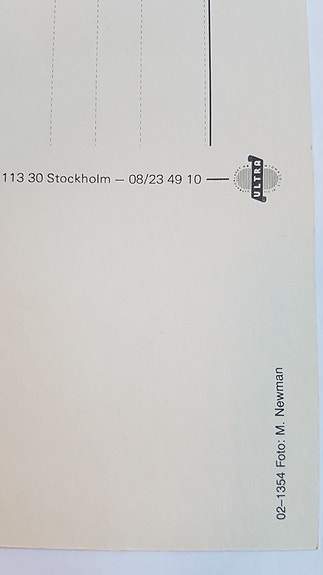 113 30 Stockholm — 08/23 49 10
ULTRA
02-1354 Foto: M. Newman